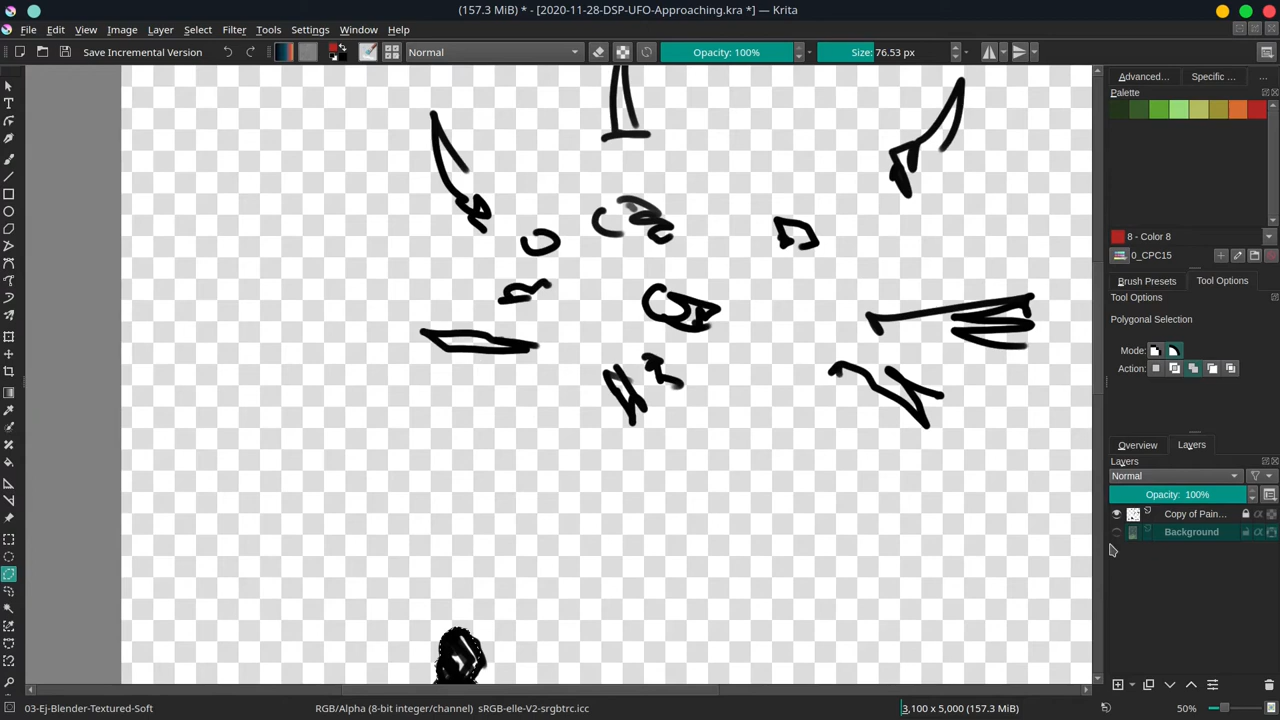 (157.3 MiB) * - [2020-11-28-DSP-UFO-Approaching.kra *] — Krita
File Edit View Image Layer Select Filter Tools Settings Window Help
Save Incremental Version Normal Opacity: 100% Size: 76.53 px
Advanced... Specific ... ...
Palette
8 - Color 8
0_CPC15
Brush Presets Tool Options
Tool Options
Polygonal Selection
Mode:
Action:
Overview Layers
Layers
Normal
Opacity: 100%
Copy of Pain...
Background
03-Ej-Blender-Textured-Soft RGB/Alpha (8-bit integer/channel) sRGB-elle-V2-srgbtrc.icc 3,100 x 5,000 (157.3 MiB) 50%